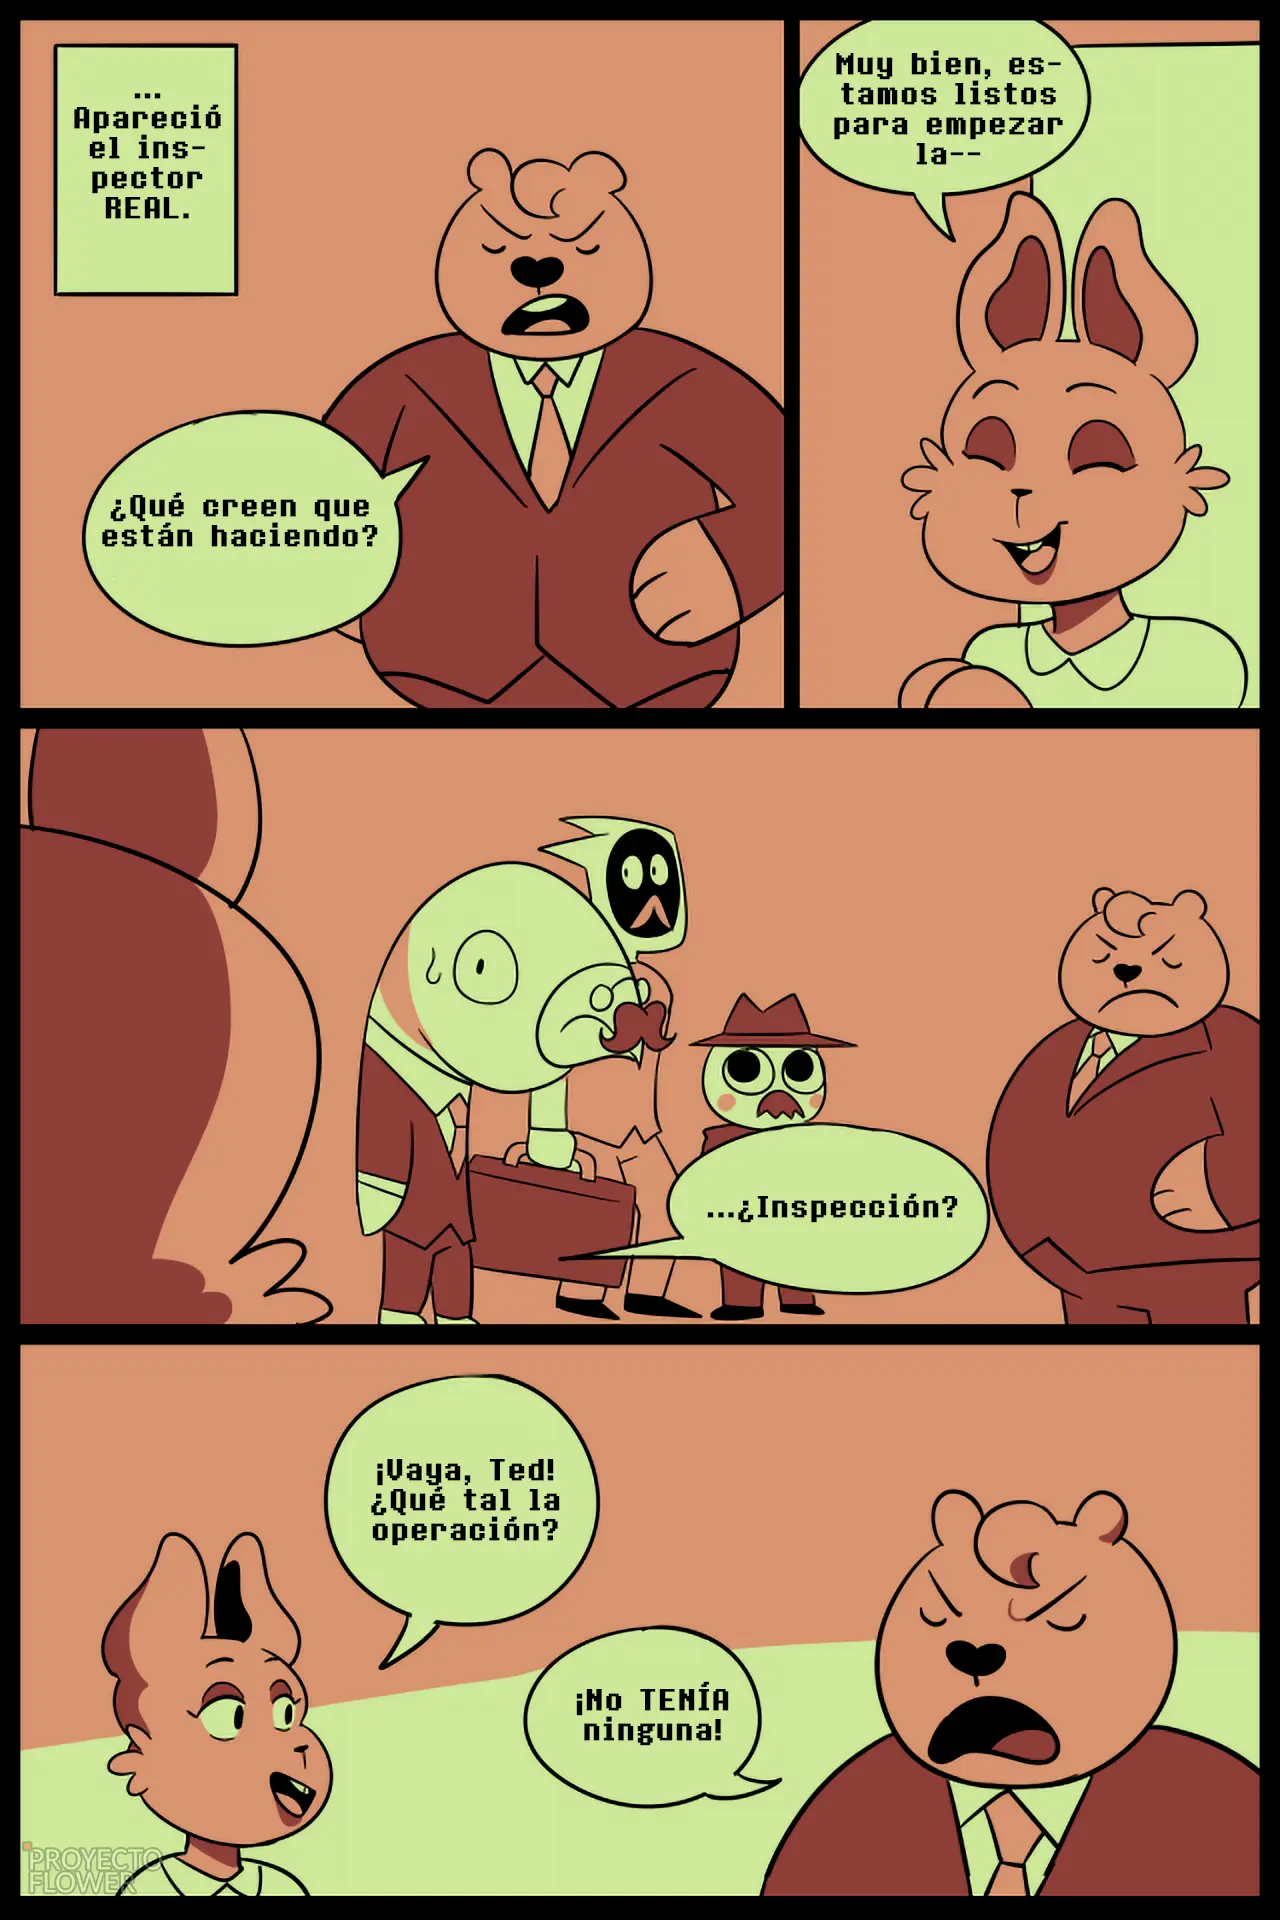 ...
Apareció
el ins-
pector
REAL.
¿Qué creen que
están haciendo?
Muy bien, es-
tamos listos
para empezar
la--
...¿Inspección?
¡Vaya, Ted!
¿Qué tal la
operación?
¡No TENÍA
ninguna!
PROYECTO
FLOWER